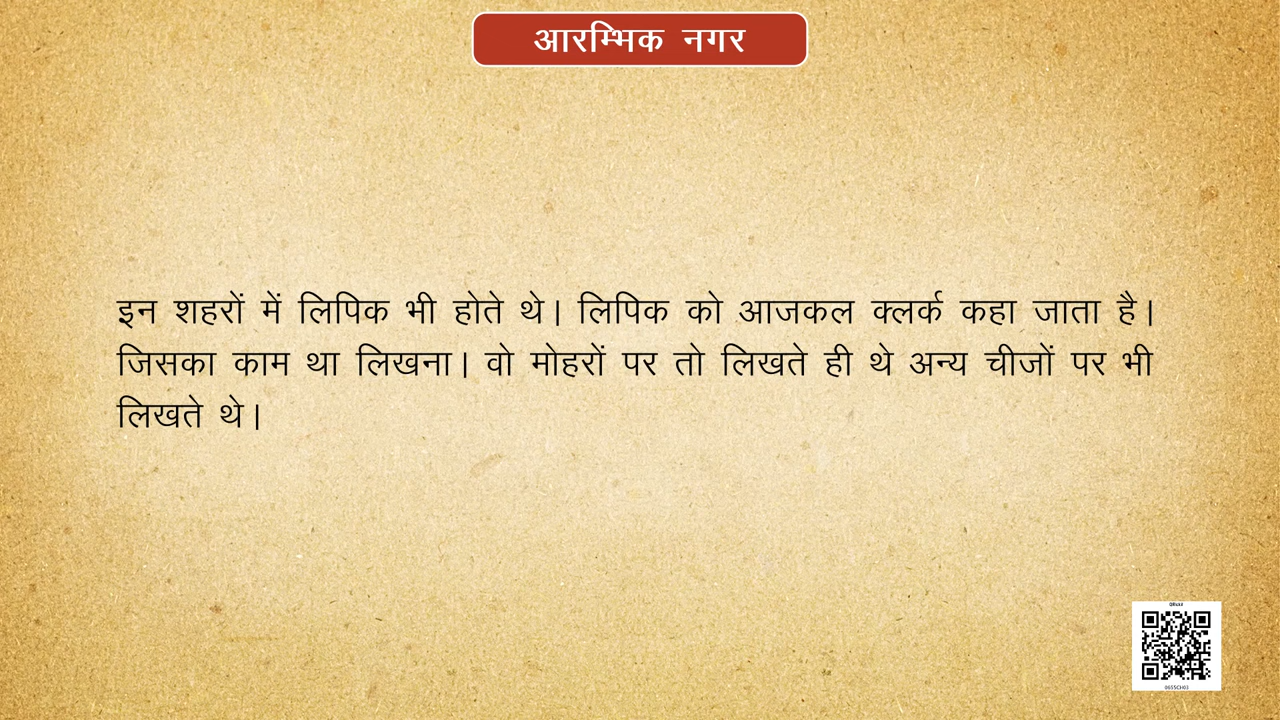 आरम्भिक नगर
इन शहरों में लिपिक भी होते थे। लिपिक को आजकल क्लर्क कहा जाता है।
जिसका काम था लिखना। वो मोहरों पर तो लिखते ही थे अन्य चीजों पर भी
लिखते थे।